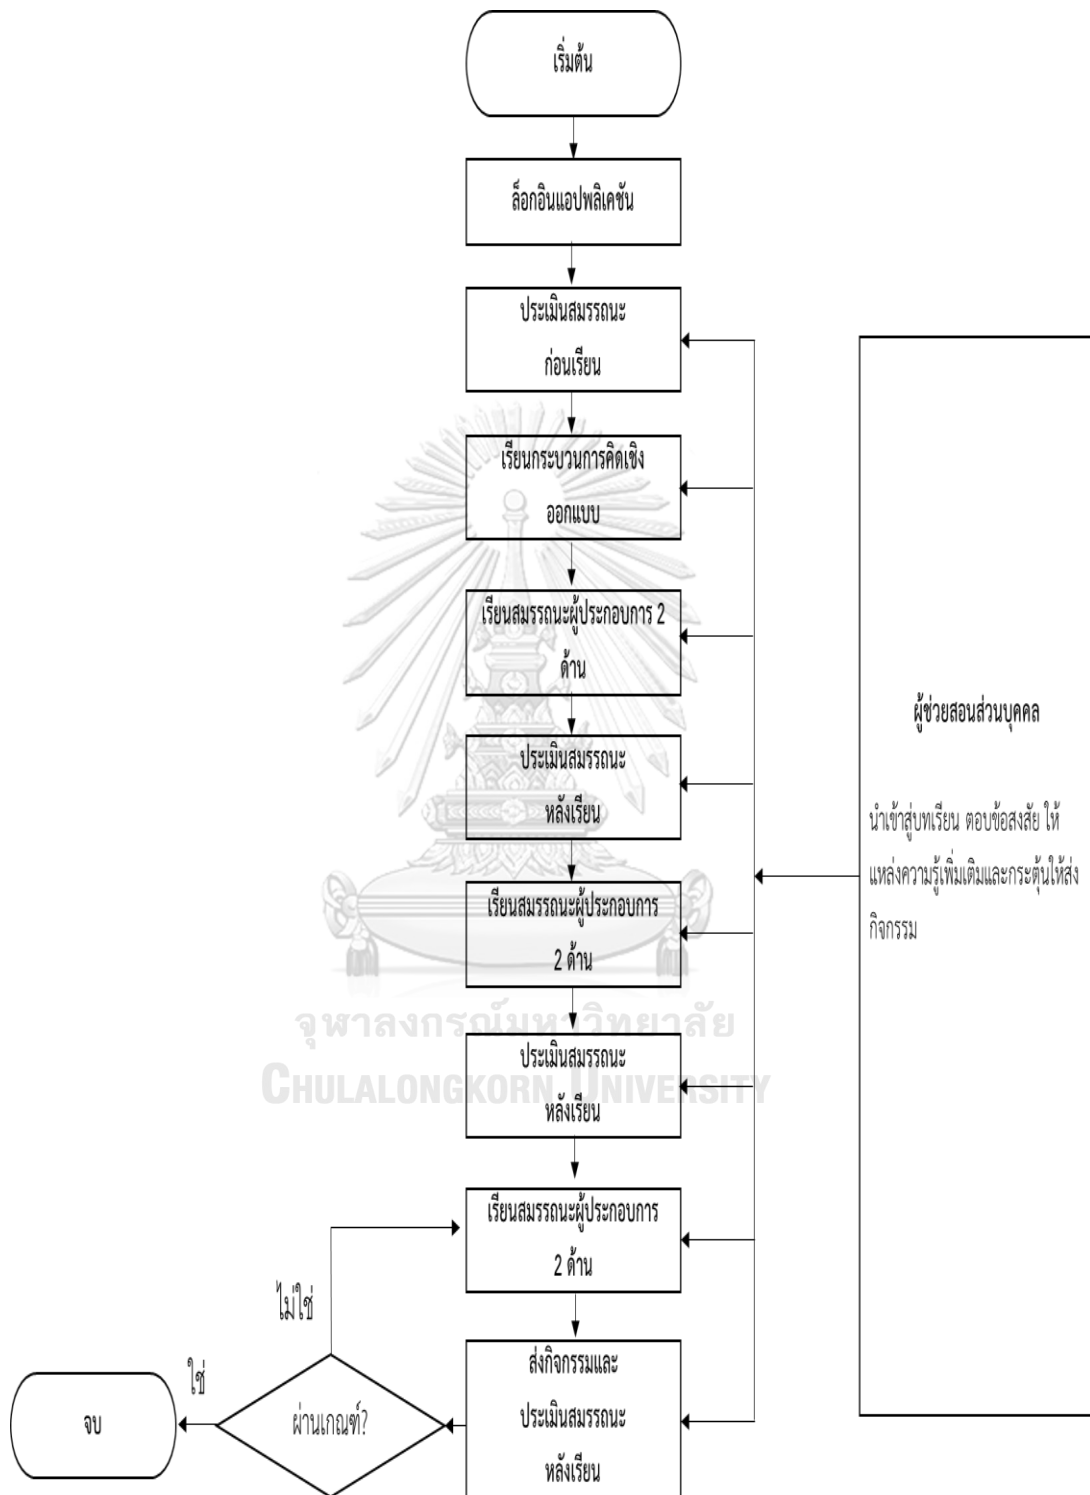 เริ่มต้น
ล็อกอินแอปพลิเคชัน
ประเมินสมรรถนะ
ก่อนเรียน
เรียนกระบวนการคิดเชิง
ออกแบบ
เรียนสมรรถนะผู้ประกอบการ 2
ด้าน
ประเมินสมรรถนะ
หลังเรียน
เรียนสมรรถนะผู้ประกอบการ
2 ด้าน
จุฬาลงกรณ์มหาวิทยาลัย
CHULALONGKORN UNIVERSITY
ประเมินสมรรถนะ
หลังเรียน
เรียนสมรรถนะผู้ประกอบการ
2 ด้าน
ส่งกิจกรรมและ
ประเมินสมรรถนะ
หลังเรียน
ผ่านเกณฑ์?
ไม่ใช่
ใช่
จบ
ผู้ช่วยสอนส่วนบุคคล
นำเข้าสู่บทเรียน ตอบข้อสงสัย ให้
แหล่งความรู้เพิ่มเติมและกระตุ้นให้ส่ง
กิจกรรม